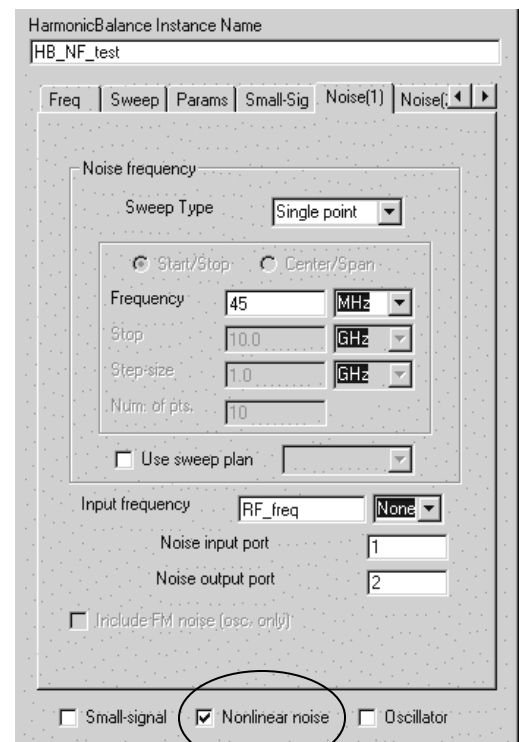 HarmonicBalance Instance Name
HB_NF_test
Freq Sweep Params Small-Sig Noise(1) Noise(;
Noise frequency
Sweep Type Single point
Start/Stop Center/Span
Frequency 45 MHz
Stop 10.0 GHz
Step-size 1.0 GHz
Num. of pts. 10
Use sweep plan
Input frequency RF_freq None
Noise input port 1
Noise output port 2
Include FM noise (osc. only)
Small-signal Nonlinear noise Oscillator